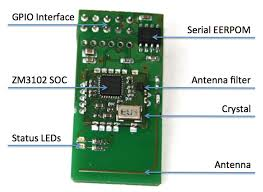 GPIO Interface
Serial EERPOM
ZM3102 SOC
Antenna filter
Crystal
Status LEDs
Antenna